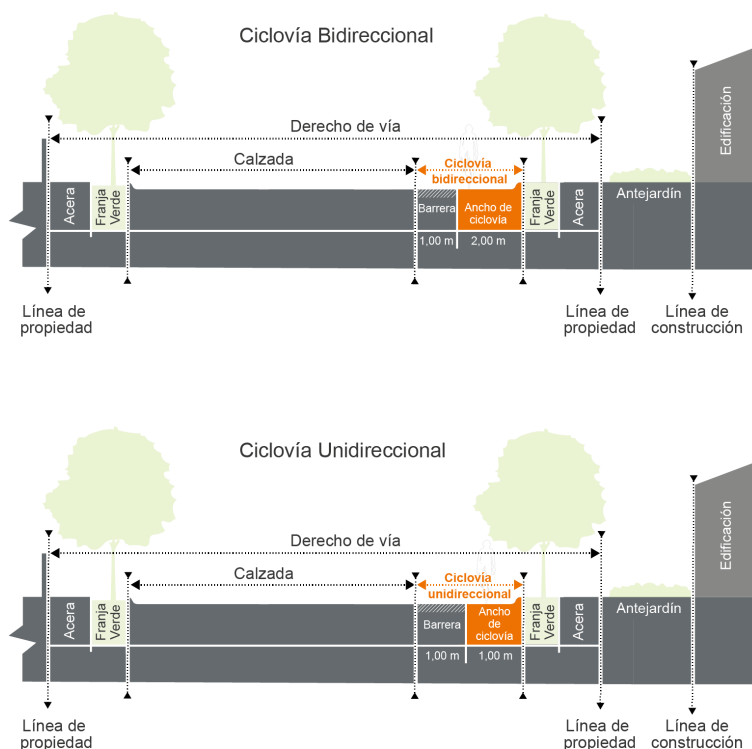 Ciclovía Bidireccional
Edificación
Derecho de vía
Calzada
Ciclovía
bidireccional
Acera
Franja
Verde
Barrera
Ancho de
ciclovía
Franja
Verde
Acera
Antejardín
1,00 m
2,00 m
Línea de
propiedad
Línea de
propiedad
Línea de
construcción
Ciclovía Unidireccional
Edificación
Derecho de vía
Calzada
Ciclovía
unidireccional
Acera
Franja
Verde
Barrera
Ancho
de
ciclovía
Franja
Verde
Acera
Antejardín
1,00 m
1,00 m
Línea de
propiedad
Línea de
propiedad
Línea de
construcción